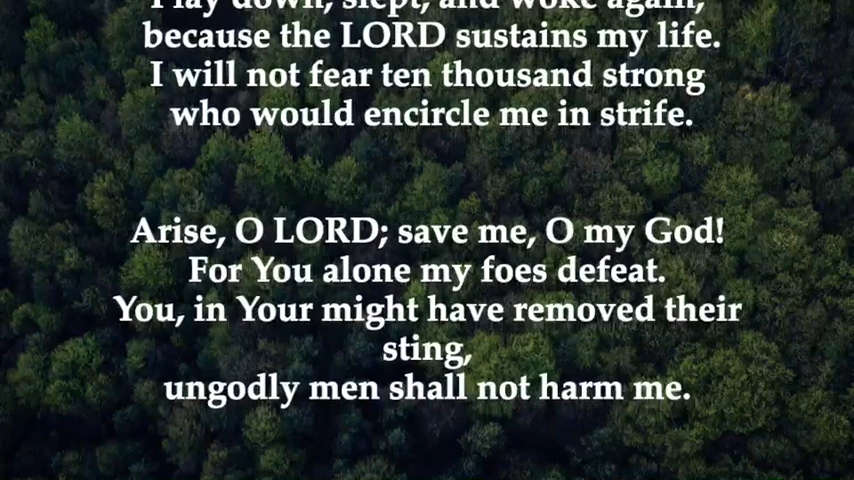 I lay down, slept, and woke again,
because the LORD sustains my life.
I will not fear ten thousand strong
who would encircle me in strife.
Arise, O LORD; save me, O my God!
For You alone my foes defeat.
You, in Your might have removed their
sting,
ungodly men shall not harm me.